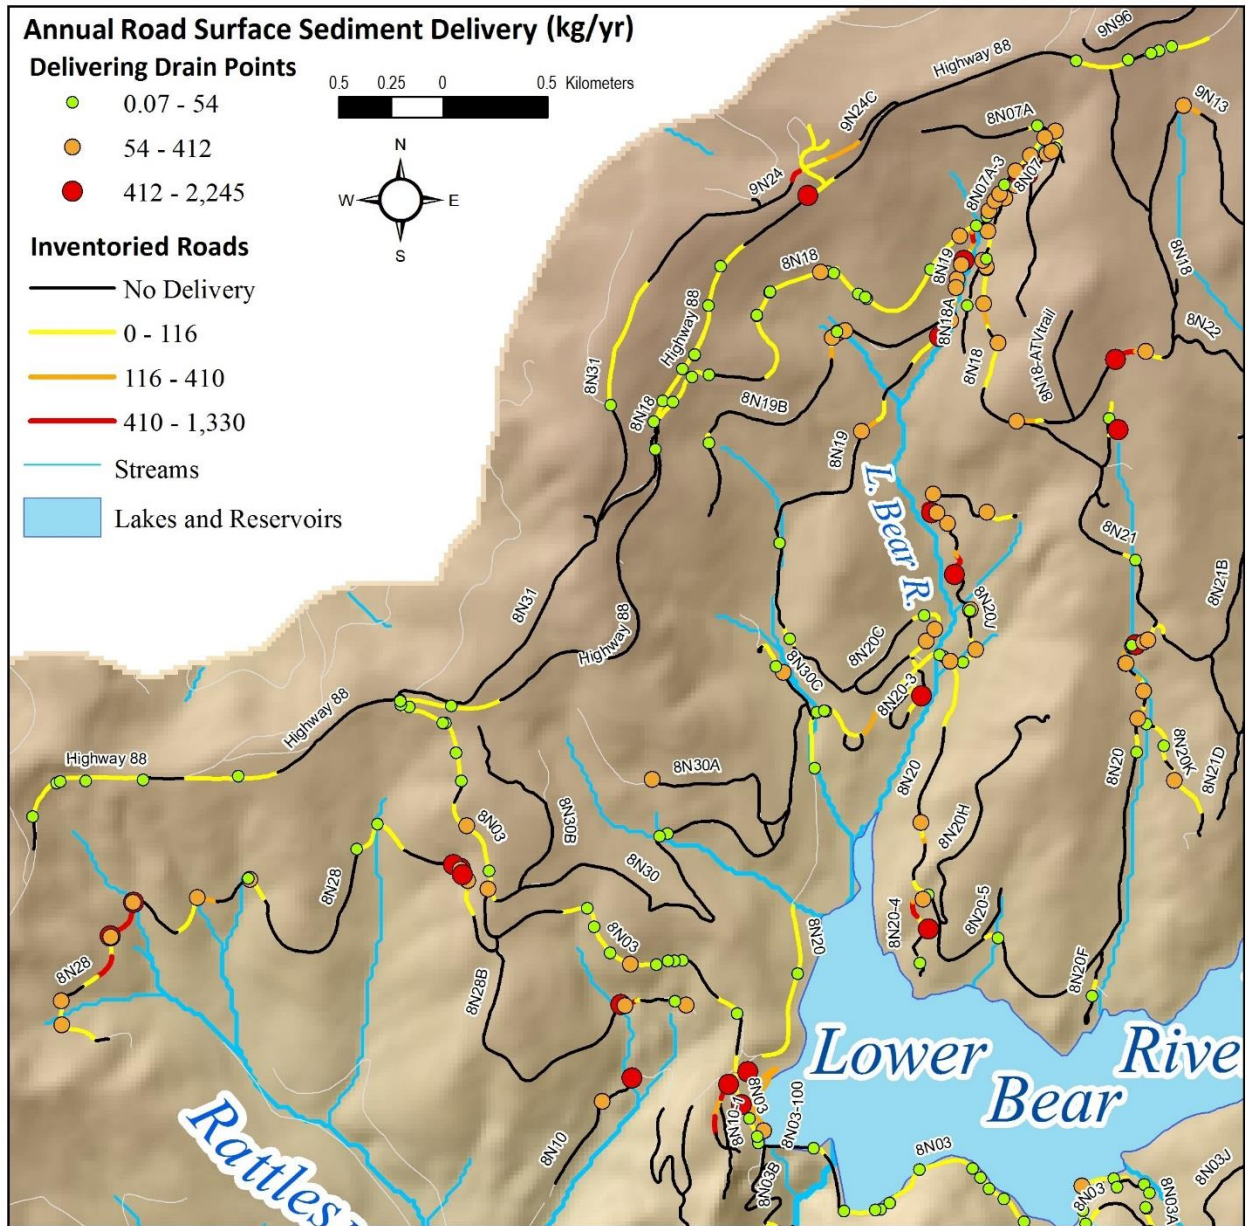 Annual Road Surface Sediment Delivery (kg/yr)
Delivering Drain Points
0.07 - 54
54 - 412
412 - 2,245
0.5 0.25 0 0.5 Kilometers
N
W E
S
Inventoried Roads
No Delivery
0 - 116
116 - 410
410 - 1,330
Streams
Lakes and Reservoirs
9N96
Highway 88
9N24C
8N07A
9N13
9N24
8N07A-3
8N07
8N18
8N19
8N18
Highway 88
8N18A
8N22
8N31
8N18
8N18-ATVtrail
8N18
8N19B
8N19
L. Bear R.
8N21
8N21B
8N31
8N20J
8N20C
Highway 88
8N30C
8N20-3
Highway 88
Highway 88
8N30A
8N20
8N20
8N20K
8N21D
8N03
8N30B
8N20H
8N30
8N28
8N20-4
8N20-5
8N03
8N20
8N28
8N20F
8N28B
Lower
Bear
Rive
8N03
8N10-1
8N03-100
8N10
8N03B
8N03
8N03
8N03J
8N03A
Rattles